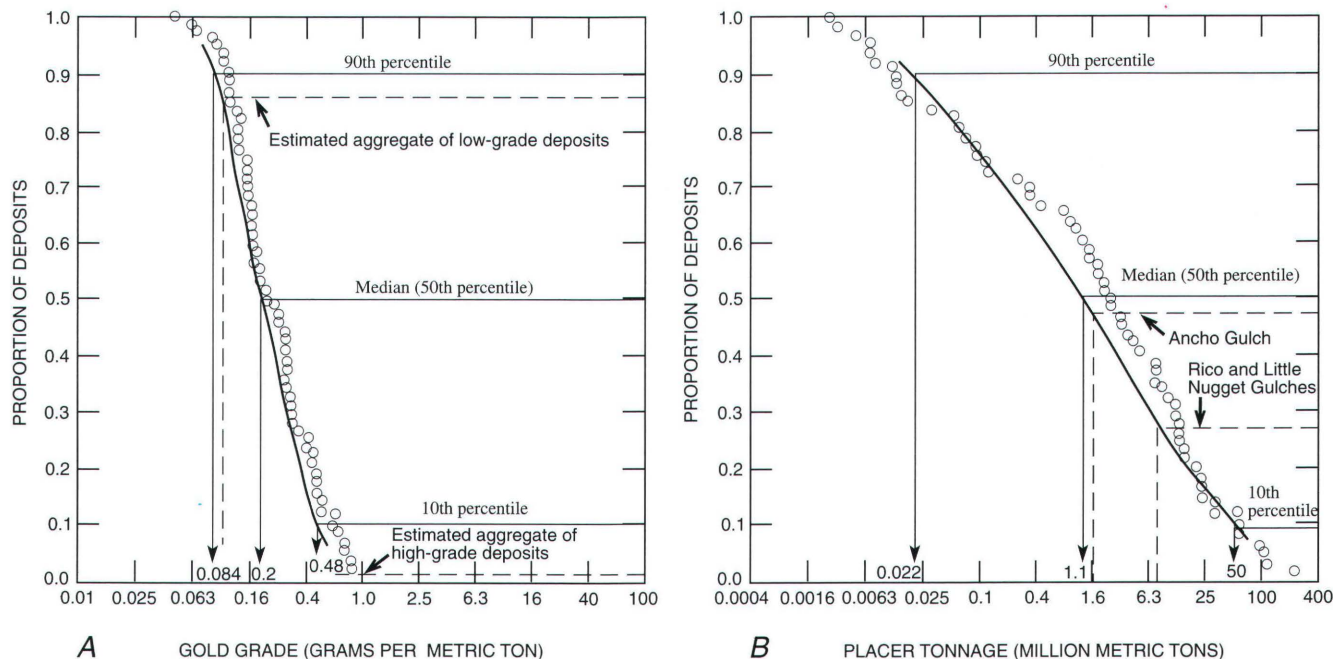 PROPORTION OF DEPOSITS
1.0
0.9
0.8
0.7
0.6
0.5
0.4
0.3
0.2
0.1
0.0
90th percentile
Estimated aggregate of low-grade deposits
Median (50th percentile)
10th percentile
Estimated aggregate of
high-grade deposits
0.084
0.2
0.48
0.01
0.025
0.063
0.16
0.4
1.0
2.5
6.3
16
40
100
A
GOLD GRADE (GRAMS PER METRIC TON)
PROPORTION OF DEPOSITS
1.0
0.9
0.8
0.7
0.6
0.5
0.4
0.3
0.2
0.1
0.0
90th percentile
Median (50th percentile)
Ancho Gulch
Rico and Little
Nugget Gulches
10th
percentile
0.022
1.1
50
0.0004
0.0016
0.0063
0.025
0.1
0.4
1.6
6.3
25
100
400
B
PLACER TONNAGE (MILLION METRIC TONS)